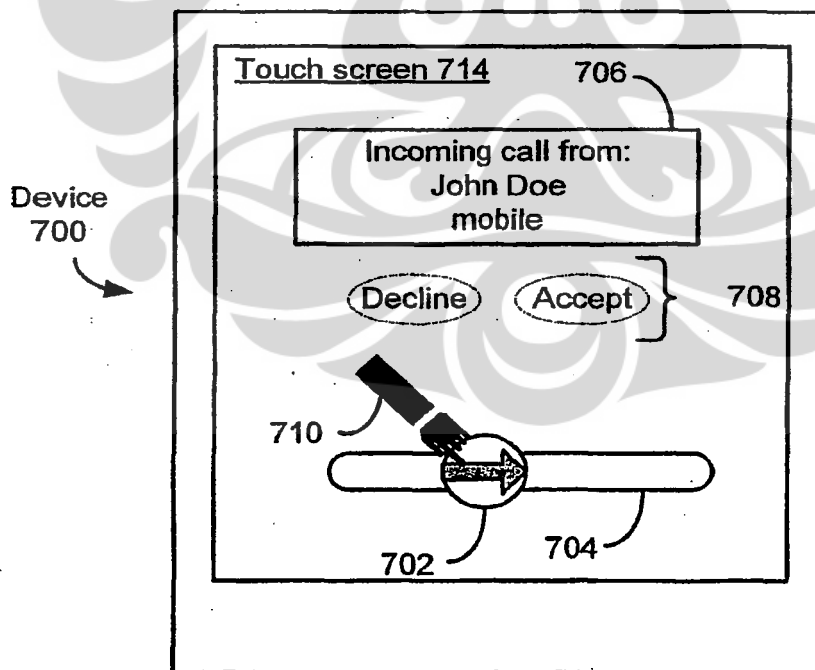 Touch screen 714
706
Incoming call from:
John Doe
mobile
Device
700
Decline
Accept
708
710
702
704